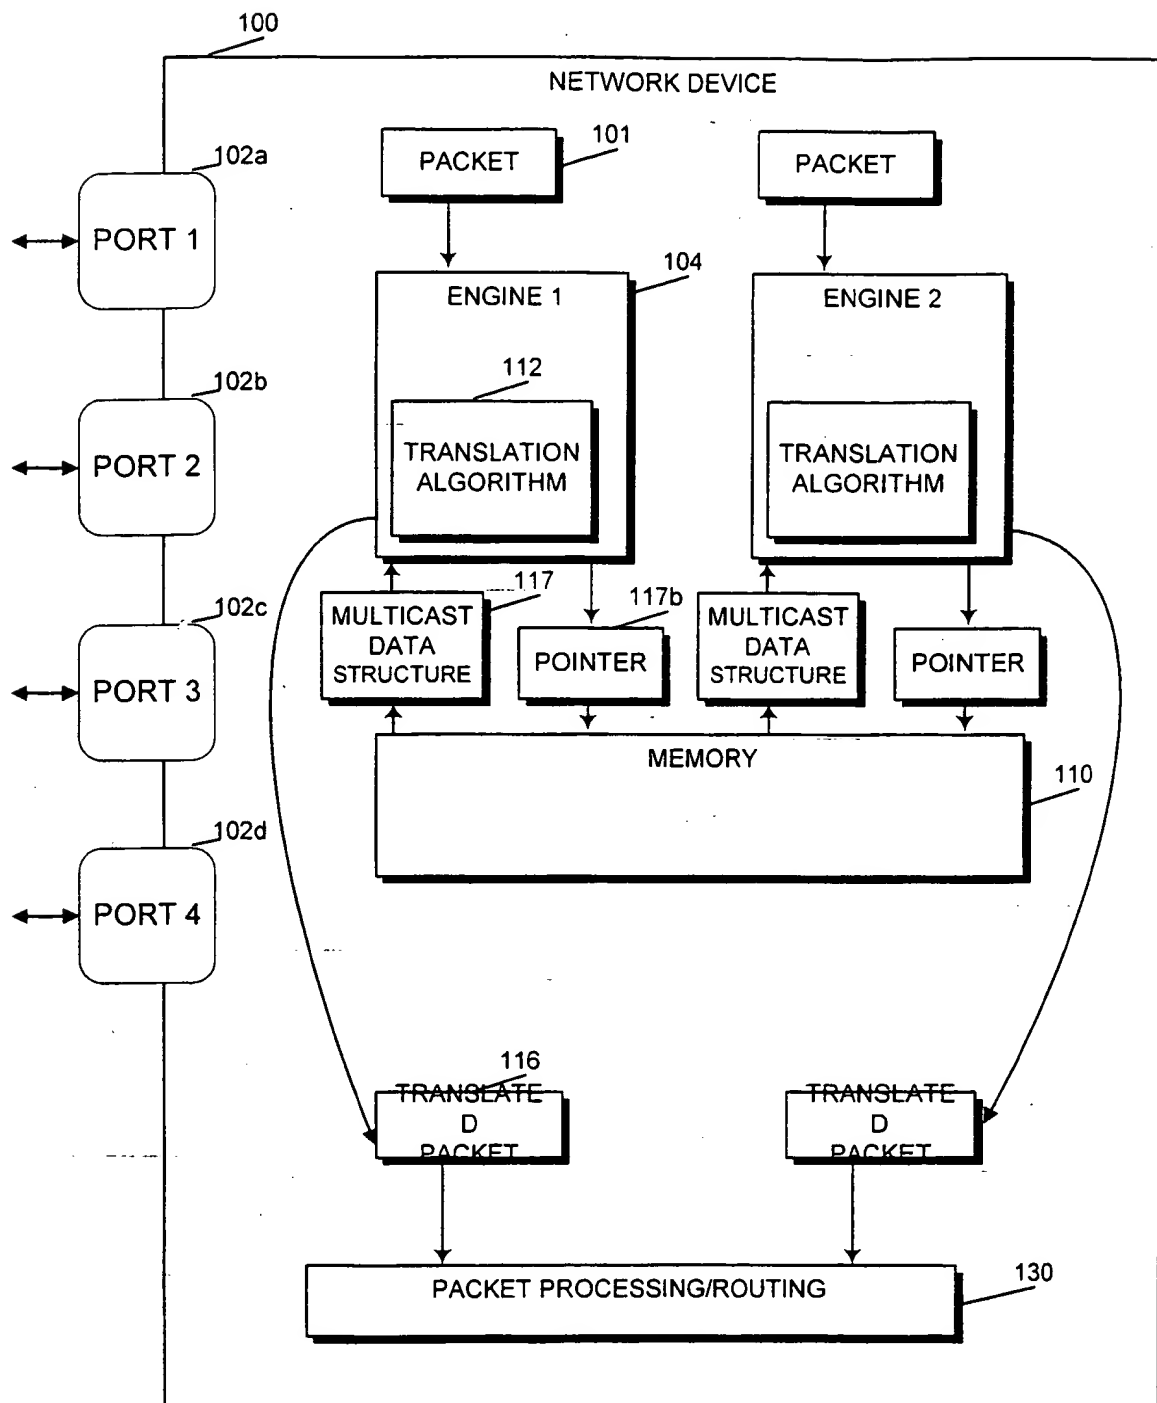 100
NETWORK DEVICE
102a
PORT 1
102b
PORT 2
102c
PORT 3
102d
PORT 4
PACKET
101
PACKET
104
ENGINE 1
ENGINE 2
112
TRANSLATION
ALGORITHM
TRANSLATION
ALGORITHM
117
MULTICAST
DATA
STRUCTURE
117b
POINTER
MULTICAST
DATA
STRUCTURE
POINTER
MEMORY
110
116
TRANSLATE
D
PACKET
TRANSLATE
D
PACKET
PACKET PROCESSING/ROUTING
130